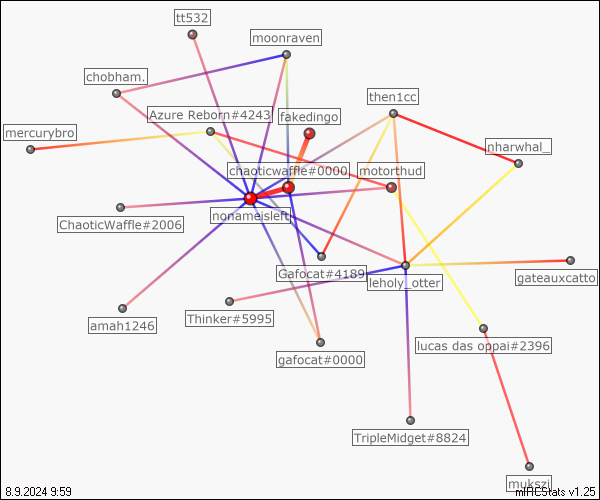 tt532
moonraven
chobham.
then1cc
Azure Reborn#4243
fakedingo
mercurybro
nharwhal_
chaoticwaffle#0000
motorthud
ChaoticWaffle#2006
nonameisleft
Gafocat#4189
leholy_otter
gateauxcatto
Thinker#5995
amah1246
lucas das oppai#2396
gafocat#0000
TripleMidget#8824
mukszi
8.9.2024 9:59
mIRCStats v1.25